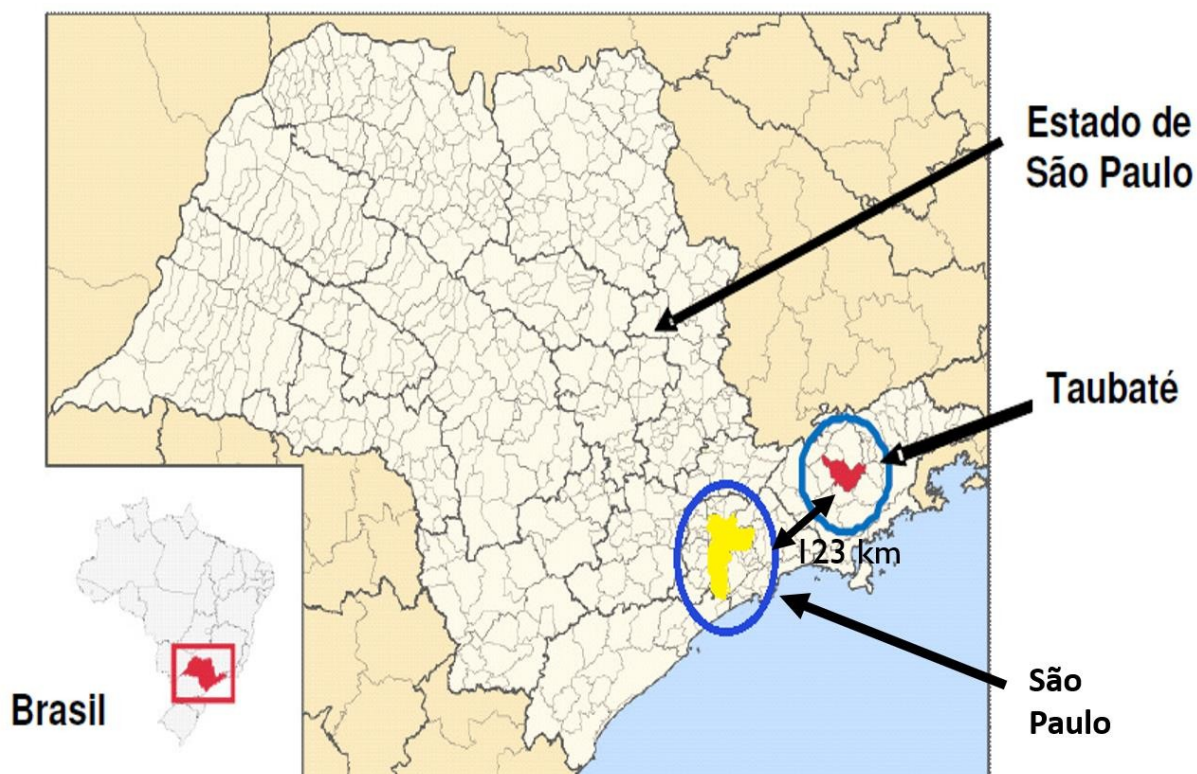 Estado de
São Paulo
Taubaté
123 km
São
Paulo
Brasil